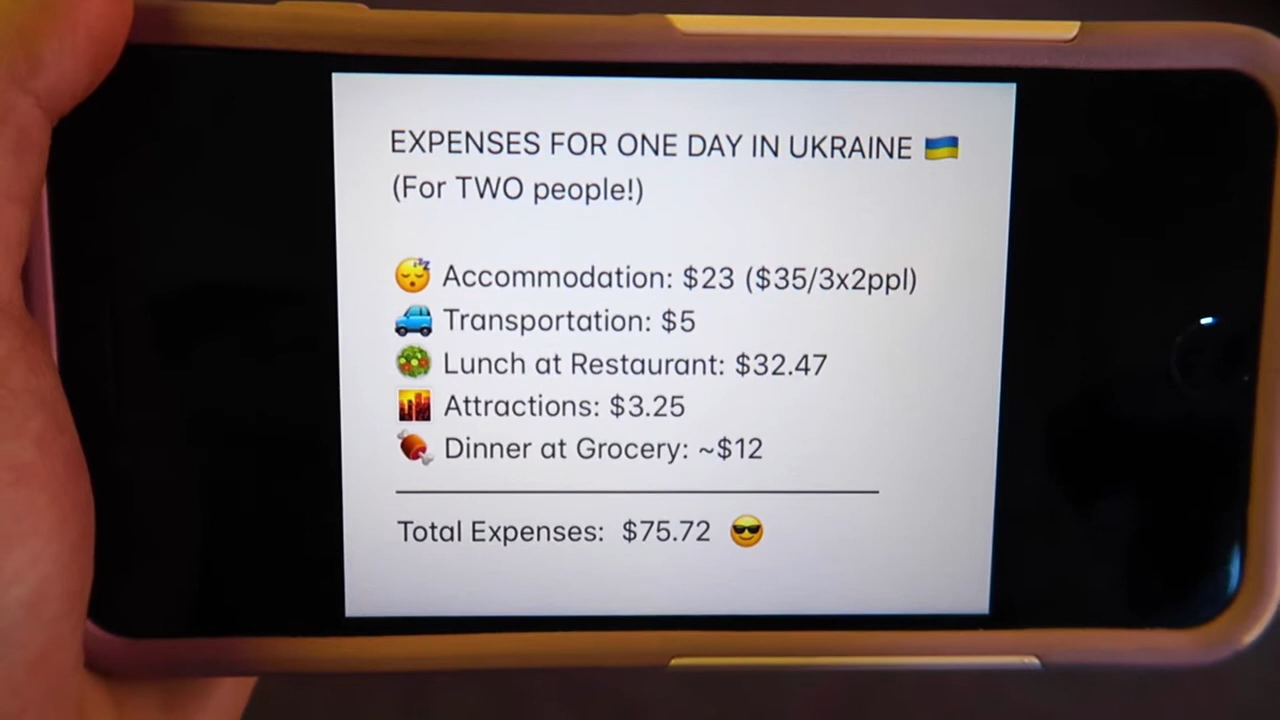 EXPENSES FOR ONE DAY IN UKRAINE 🇺🇦
(For TWO people!)
😴 Accommodation: $23 ($35/3x2ppl)
🚙 Transportation: $5
🥗 Lunch at Restaurant: $32.47
🌇 Attractions: $3.25
🍖 Dinner at Grocery: ~$12
Total Expenses: $75.72 😎